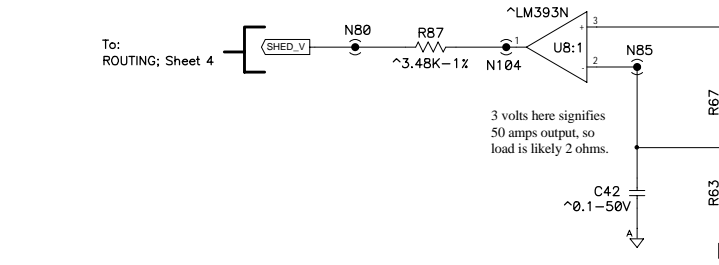 ^LM393N
N80
R87
3
To:
ROUTING; Sheet 4
SHED_V
1
+
U8:1
N85
^3.48K-1%
N104
-
2
3 volts here signifies
50 amps output, so
load is likely 2 ohms.
R67
C42
^0.1-50V
R63
A